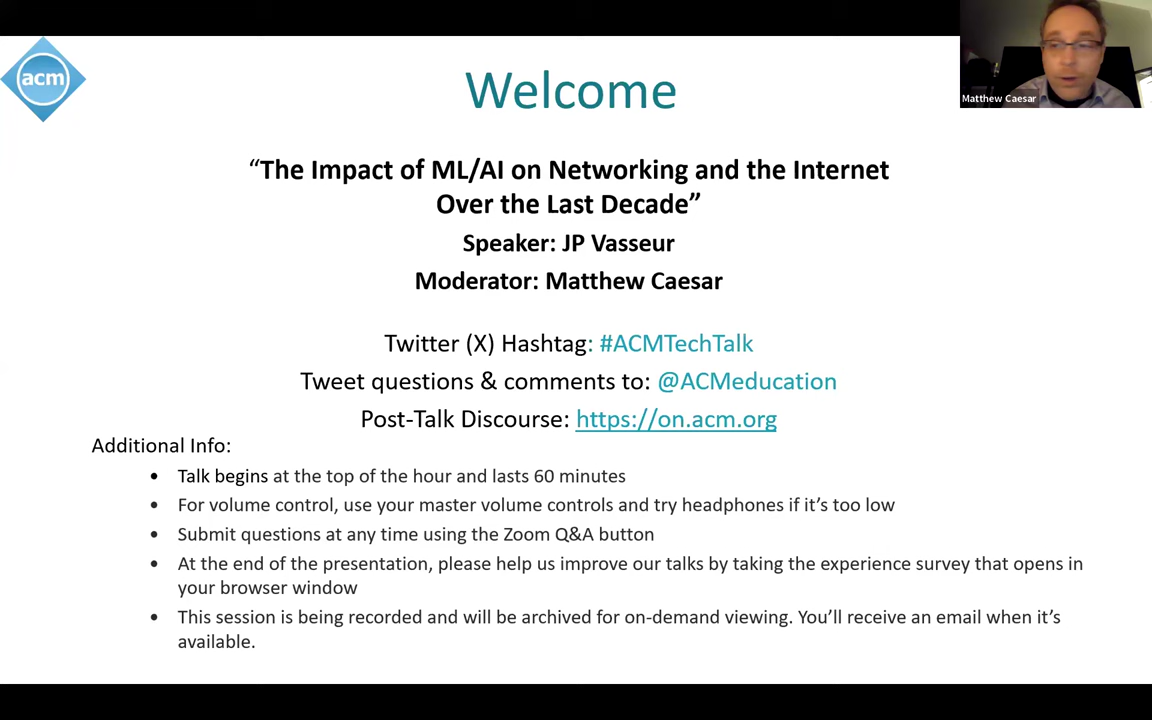 acm
Welcome
Matthew Caesar
“The Impact of ML/AI on Networking and the Internet
Over the Last Decade”
Speaker: JP Vasseur
Moderator: Matthew Caesar
Twitter (X) Hashtag: #ACMTechTalk
Tweet questions & comments to: @ACMeducation
Post-Talk Discourse: https://on.acm.org
Additional Info:
• Talk begins at the top of the hour and lasts 60 minutes
• For volume control, use your master volume controls and try headphones if it’s too low
• Submit questions at any time using the Zoom Q&A button
• At the end of the presentation, please help us improve our talks by taking the experience survey that opens in
your browser window
• This session is being recorded and will be archived for on-demand viewing. You’ll receive an email when it’s
available.